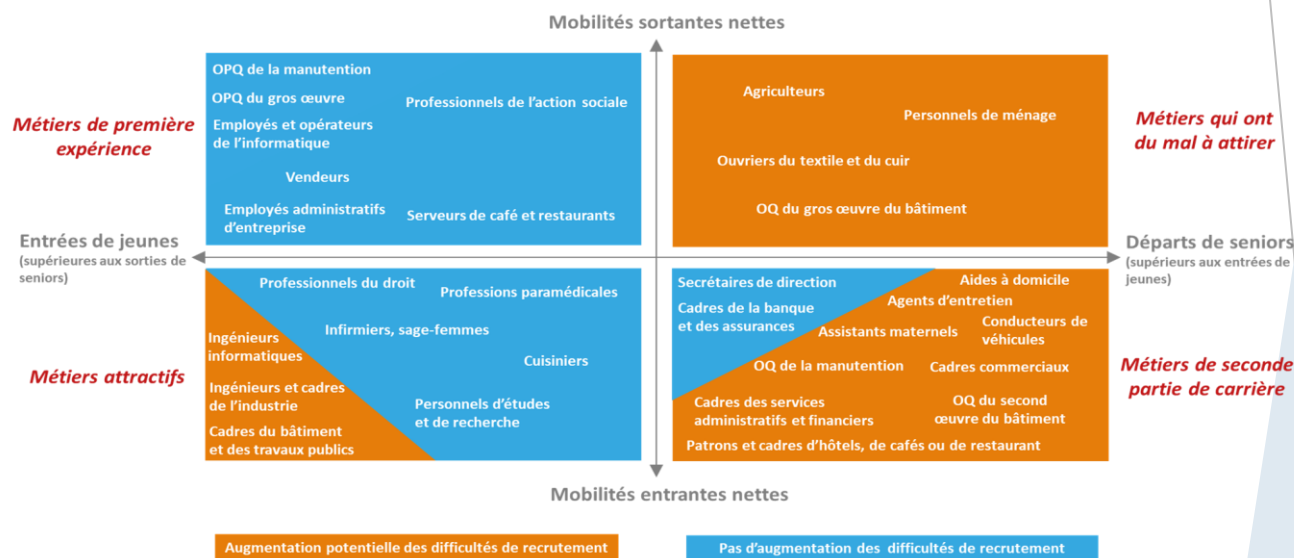 Mobilités sortantes nettes
Métiers de première
expérience
OPQ de la manutention
OPQ du gros œuvre
Professionnels de l'action sociale
Employés et opérateurs
de l'informatique
Vendeurs
Employés administratifs
d'entreprise
Serveurs de café et restaurants
Agriculteurs
Personnels de ménage
Ouvriers du textile et du cuir
OQ du gros œuvre du bâtiment
Métiers qui ont
du mal à attirer
Entrées de jeunes
(supérieures aux sorties de
seniors)
Départs de seniors
(supérieurs aux entrées de
jeunes)
Métiers attractifs
Professionnels du droit
Professions paramédicales
Infirmiers, sage-femmes
Ingénieurs
informatiques
Cuisiniers
Ingénieurs et cadres
de l'industrie
Personnels d'études
et de recherche
Cadres du bâtiment
et des travaux publics
Secrétaires de direction
Aides à domicile
Agents d'entretien
Cadres de la banque
et des assurances
Assistants maternels
Conducteurs de
véhicules
OQ de la manutention
Cadres commerciaux
Cadres des services
administratifs et financiers
OQ du second
œuvre du bâtiment
Patrons et cadres d'hôtels, de cafés ou de restaurant
Métiers de seconde
partie de carrière
Mobilités entrantes nettes
Augmentation potentielle des difficultés de recrutement
Pas d'augmentation des difficultés de recrutement